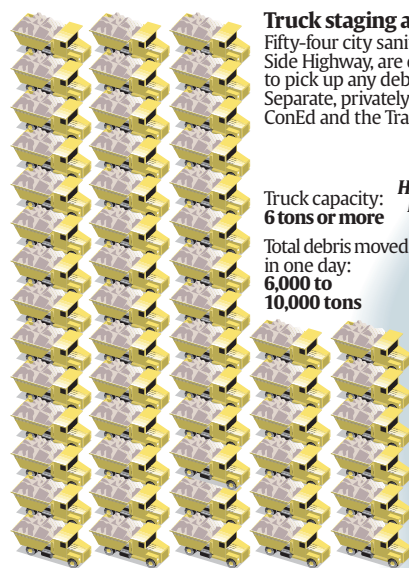 Truck staging a
Fifty-four city sani
Side Highway, are
to pick up any deb
Separate, privately
ConEd and the Tra
Truck capacity:
6 tons or more
Total debris moved
in one day:
6,000 to
10,000 tons